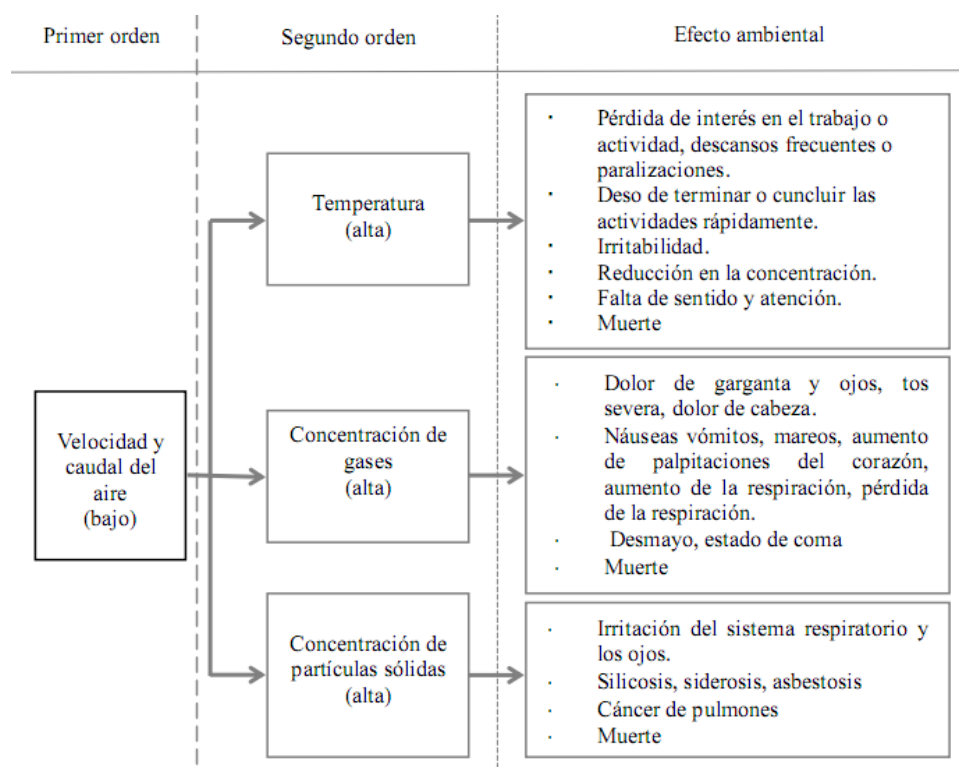 Primer orden
Segundo orden
Efecto ambiental
Velocidad y
caudal del
aire
(bajo)
Temperatura
(alta)
· Pérdida de interés en el trabajo o
actividad, descansos frecuentes o
paralizaciones.
· Deso de terminar o cuncluir las
actividades rápidamente.
· Irritabilidad.
· Reducción en la concentración.
· Falta de sentido y atención.
· Muerte
Concentración de
gases
(alta)
· Dolor de garganta y ojos, tos
severa, dolor de cabeza.
· Náuseas vómitos, mareos, aumento
de palpitaciones del corazón,
aumento de la respiración, pérdida
de la respiración.
· Desmayo, estado de coma
· Muerte
Concentración de
partículas sólidas
(alta)
· Irritación del sistema respiratorio y
los ojos.
· Silicosis, siderosis, asbestosis
· Cáncer de pulmones
· Muerte